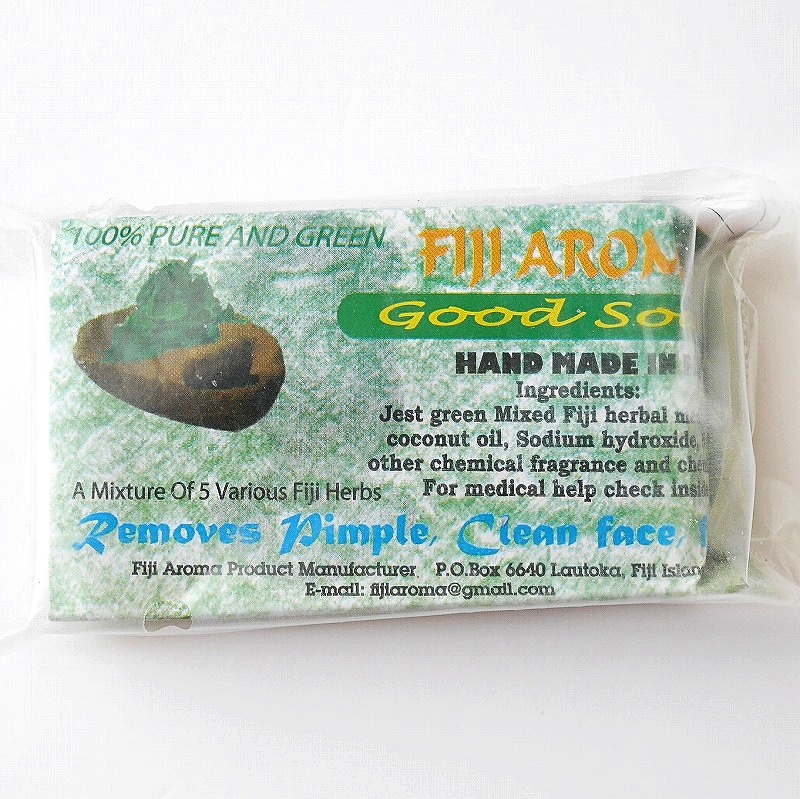 100% PURE AND GREEN
FIJI AROM
Good So
HAND MADE IN
Ingredients:
Jest green Mixed Fiji herbal
coconut oil, Sodium hydroxide,
other chemical fragrance and
For medical help check
A Mixture Of 5 Various Fiji Herbs
Removes Pimple, Clean face,
Fiji Aroma Product Manufacturer P.O.Box 6640 Lautoka, Fiji Islan
E-mail: fijiaroma@gmail.com